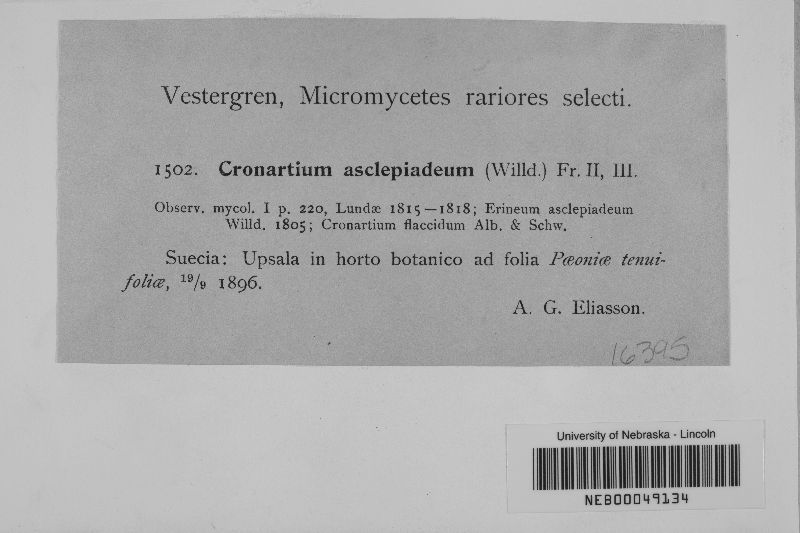 Vestergren, Micromycetes rariores selecti.
1502. Cronartium asclepiadeum (Willd.) Fr. II, III.
Observ. mycol. I p. 220, Lundæ 1815—1818; Erineum asclepiadeum
Willd. 1805; Cronartium flaccidum Alb. & Schw.
Suecia: Upsala in horto botanico ad folia Pæoniæ tenui-
foliæ, 19/9 1896.
A. G. Eliasson.
16395
University of Nebraska - Lincoln
NEB00049134